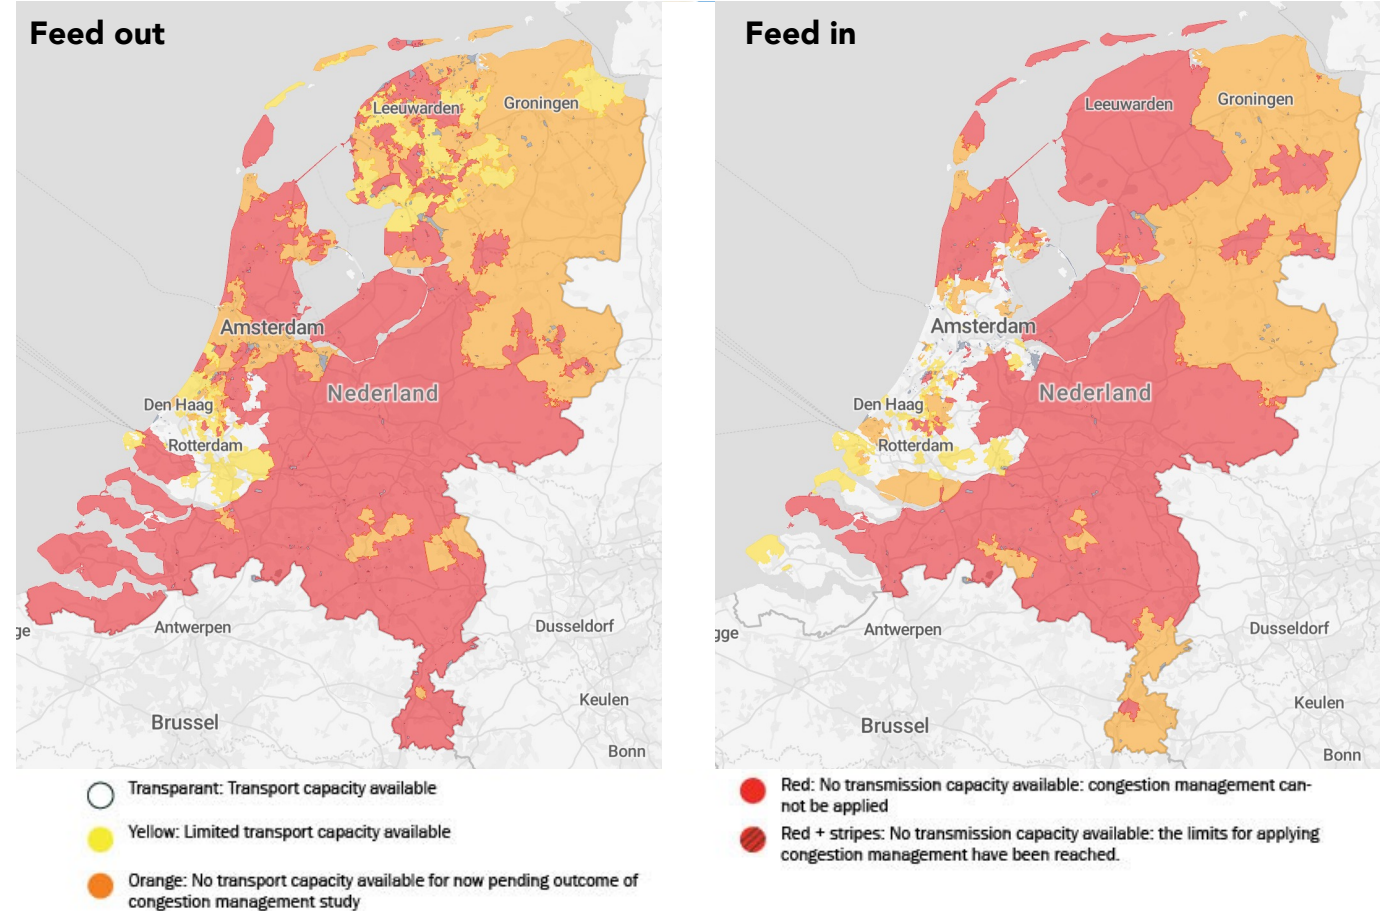 Feed out
Leeuwarden
Groningen
Amsterdam
Nederland
Den Haag
Rotterdam
ge
Antwerpen
Dusseldorf
Keulen
Brussel
Bonn
Feed in
Leeuwarden
Groningen
Amsterdam
Nederland
Den Haag
Rotterdam
gge
Antwerpen
Dusseldorf
Keulen
Brussel
Bonn
Transparant: Transport capacity available
Yellow: Limited transport capacity available
Orange: No transport capacity available for now pending outcome of
congestion management study
Red: No transmission capacity available: congestion management can-
not be applied
Red + stripes: No transmission capacity available: the limits for applying
congestion management have been reached.